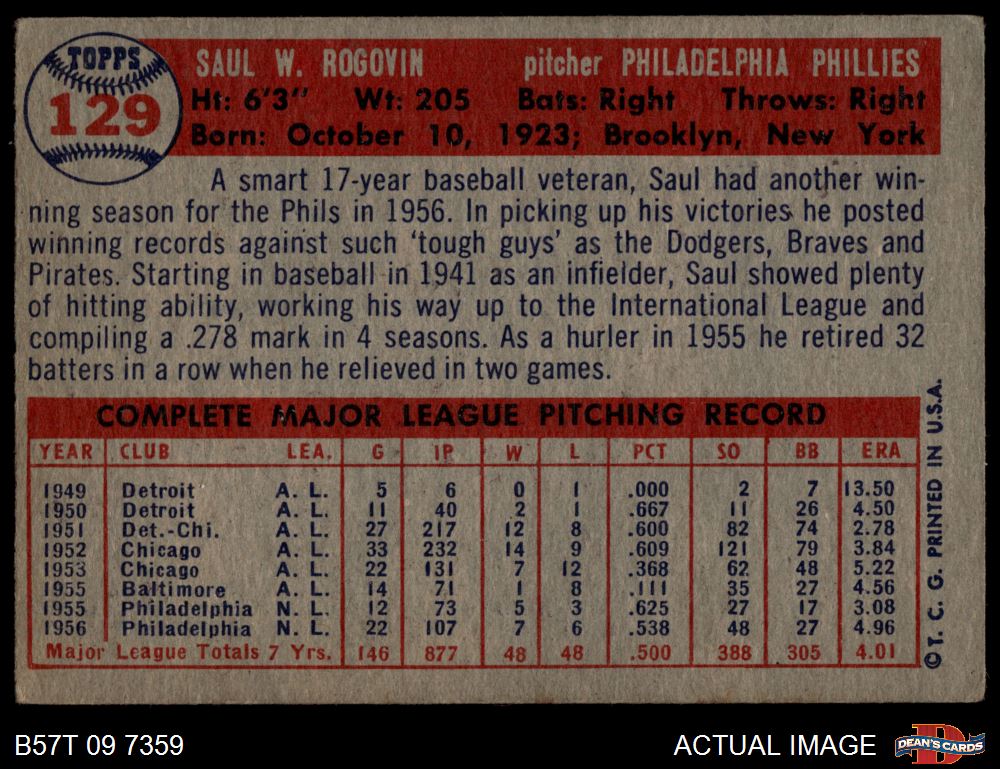 TOPPS
129
SAUL W. ROGOVIN pitcher PHILADELPHIA PHILLIES
Ht: 6'3" Wt: 205 Bats: Right Throws: Right
Born: October 10, 1923; Brooklyn, New York
A smart 17-year baseball veteran, Saul had another win-
ning season for the Phils in 1956. In picking up his victories he posted
winning records against such 'tough guys' as the Dodgers, Braves and
Pirates. Starting in baseball in 1941 as an infielder, Saul showed plenty
of hitting ability, working his way up to the International League and
compiling a .278 mark in 4 seasons. As a hurler in 1955 he retired 32
batters in a row when he relieved in two games.
COMPLETE MAJOR LEAGUE PITCHING RECORD
YEAR CLUB LEA. G IP W L PCT SO BB ERA
1949 Detroit A. L. 5 6 0 1 .000 2 7 13.50
1950 Detroit A. L. 11 40 2 1 .667 11 26 4.50
1951 Det.-Chi. A. L. 27 217 12 8 .600 82 74 2.78
1952 Chicago A. L. 33 232 14 9 .609 121 79 3.84
1953 Chicago A. L. 22 131 7 12 .368 62 48 5.22
1955 Baltimore A. L. 14 71 1 8 .111 35 27 4.56
1955 Philadelphia N. L. 12 73 5 3 .625 27 17 3.08
1956 Philadelphia N. L. 22 107 7 6 .538 48 27 4.96
Major League Totals 7 Yrs. 146 877 48 48 .500 388 305 4.01
© T. C. G. PRINTED IN U.S.A.
B57T 09 7359 ACTUAL IMAGE
D
DEAN'S CARDS